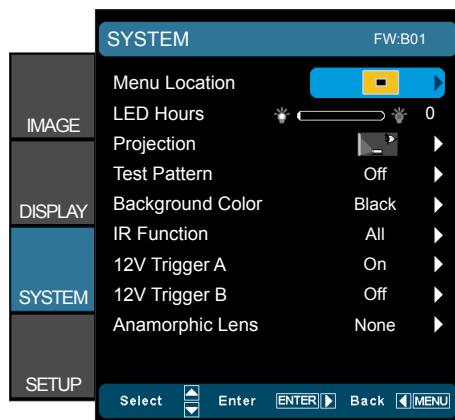 SYSTEM FW:B01
Menu Location
LED Hours 0
Projection
Test Pattern Off
Background Color Black
IR Function All
12V Trigger A On
12V Trigger B Off
Anamorphic Lens None
IMAGE
DISPLAY
SYSTEM
SETUP
Select Enter ENTER Back MENU